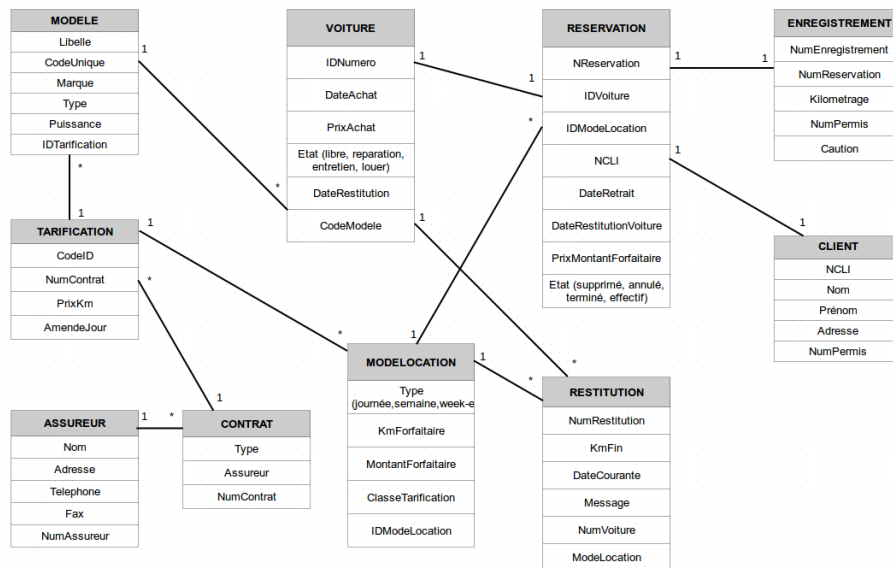 MODELE
Libelle
CodeUnique
Marque
Type
Puissance
IDTarification
VOITURE
IDNumero
DateAchat
PrixAchat
Etat (libre, reparation,
entretien, louer)
DateRestitution
CodeModele
RESERVATION
NReservation
IDVoiture
IDModeLocation
NCLI
DateRetrait
DateRestitutionVoiture
PrixMontantForfaitaire
Etat (supprimé, annulé,
terminé, effectif)
ENREGISTREMENT
NumEnregistrement
NumReservation
Kilometrage
NumPermis
Caution
1
*
1
1
*
1
1
1
1
*
1
1
*
*
1
1
*
1
*
1
*
1
*
TARIFICATION
CodeID
NumContrat
PrixKm
AmendeJour
CLIENT
NCLI
Nom
Prénom
Adresse
NumPermis
MODELOCATION
Type
(journée,semaine,week-e
KmForfaitaire
MontantForfaitaire
ClasseTarification
IDModeLocation
RESTITUTION
NumRestitution
KmFin
DateCourante
Message
NumVoiture
ModeLocation
ASSUREUR
Nom
Adresse
Telephone
Fax
NumAssureur
CONTRAT
Type
Assureur
NumContrat